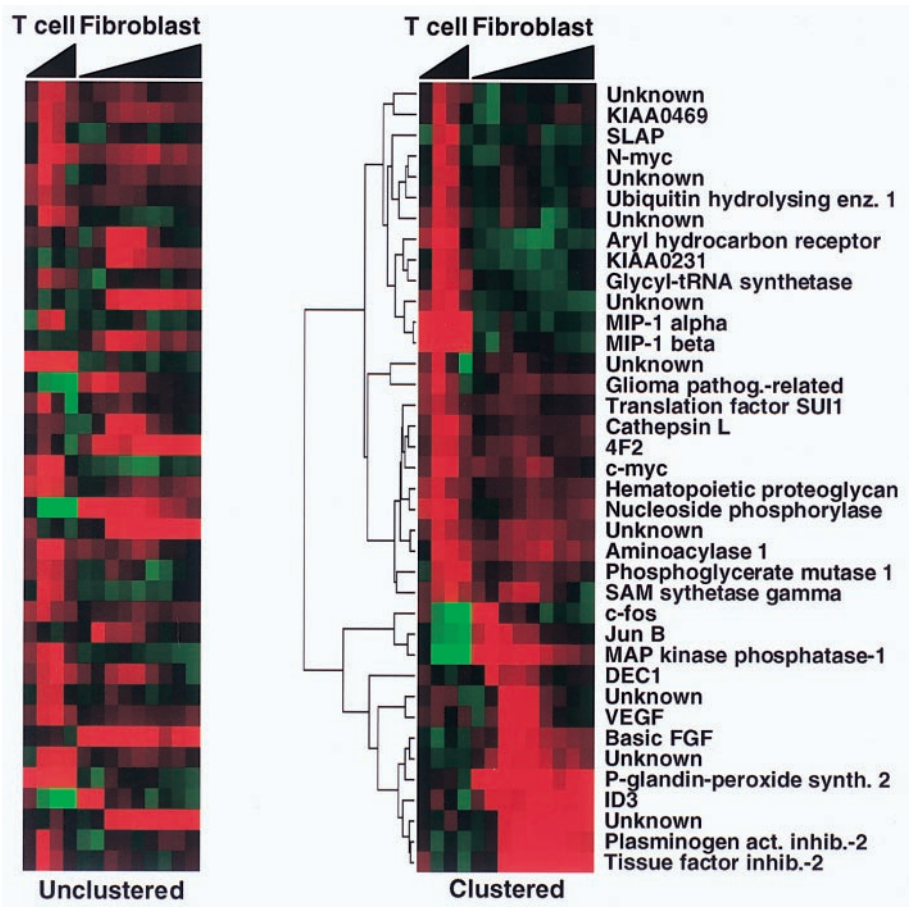 T cell Fibroblast
T cell Fibroblast
Unknown
KIAA0469
SLAP
N-myc
Unknown
Ubiquitin hydrolysing enz. 1
Unknown
Aryl hydrocarbon receptor
KIAA0231
Glycyl-tRNA synthetase
Unknown
MIP-1 alpha
MIP-1 beta
Unknown
Glioma pathog.-related
Translation factor SUI1
Cathepsin L
4F2
c-myc
Hematopoietic proteoglycan
Nucleoside phosphorylase
Unknown
Aminoacylase 1
Phosphoglycerate mutase 1
SAM sythetase gamma
c-fos
Jun B
MAP kinase phosphatase-1
DEC1
Unknown
VEGF
Basic FGF
Unknown
P-glandin-peroxide synth. 2
ID3
Unknown
Plasminogen act. inhib.-2
Tissue factor inhib.-2
Unclustered
Clustered